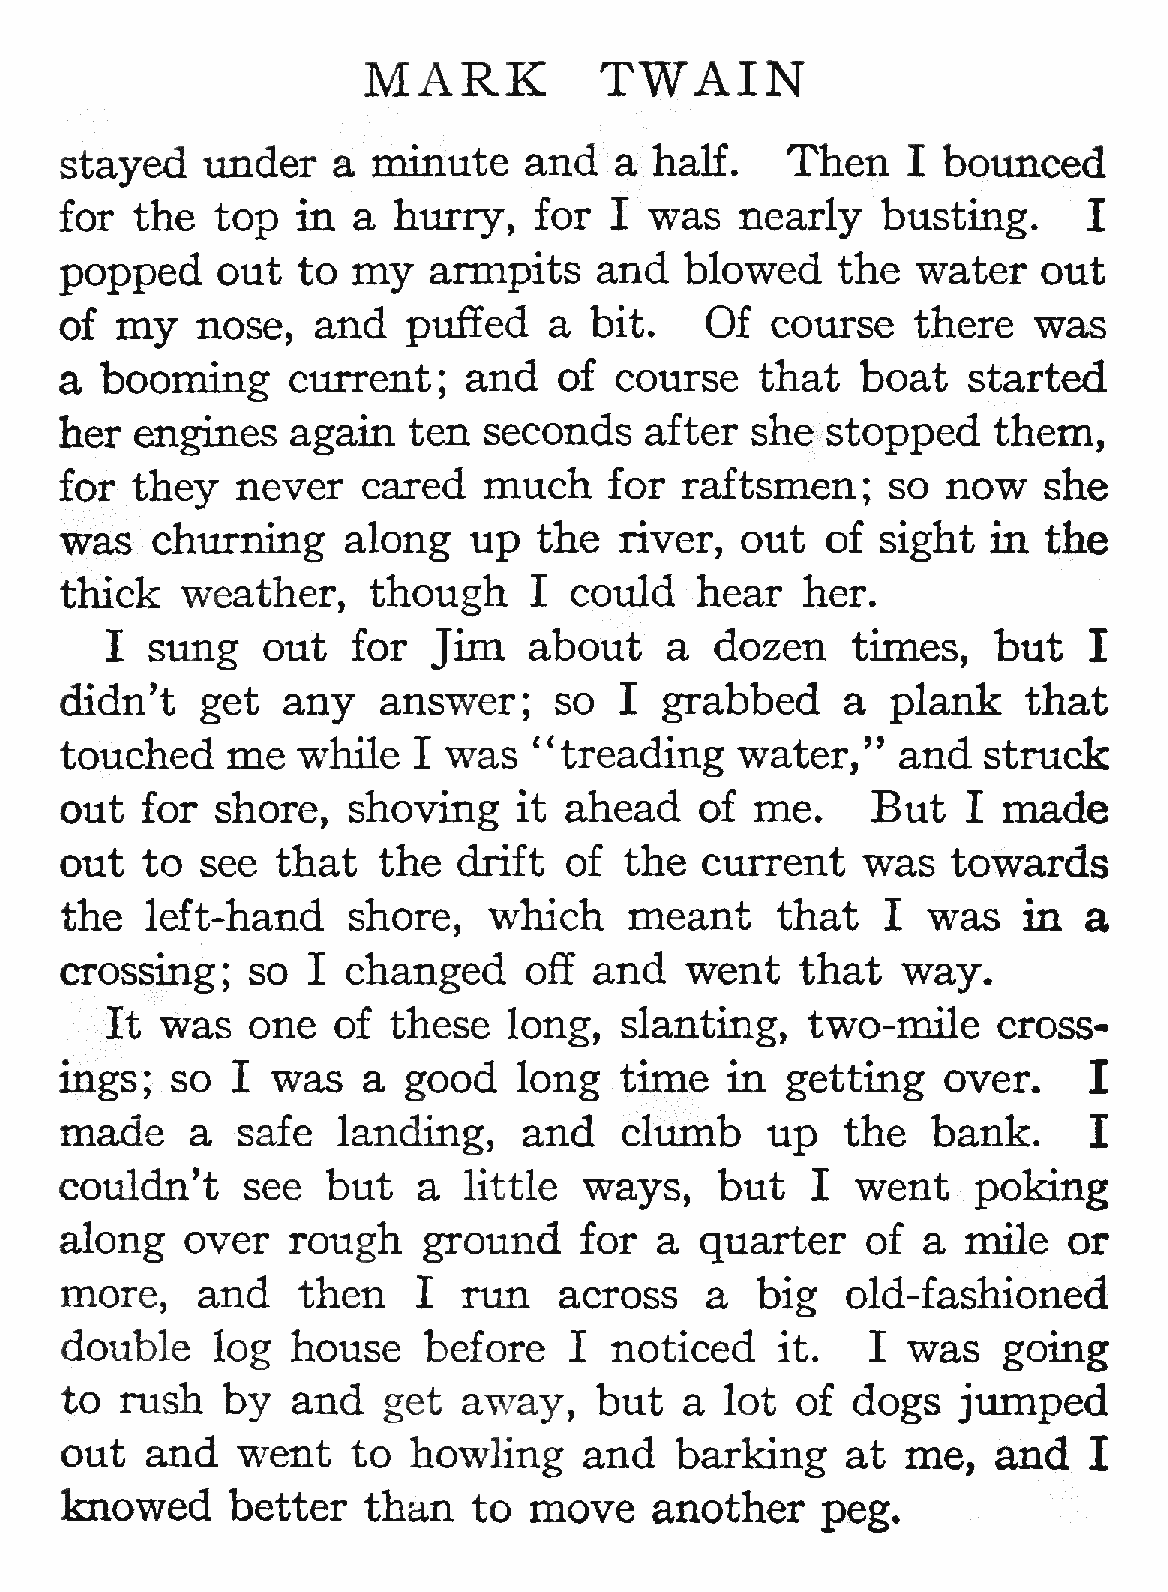 MARK TWAIN
stayed under a minute and a half. Then I bounced
for the top in a hurry, for I was nearly busting. I
popped out to my armpits and blowed the water out
of my nose, and puffed a bit. Of course there was
a booming current; and of course that boat started
her engines again ten seconds after she stopped them,
for they never cared much for raftsmen; so now she
was churning along up the river, out of sight in the
thick weather, though I could hear her.
I sung out for Jim about a dozen times, but I
didn't get any answer; so I grabbed a plank that
touched me while I was “treading water,” and struck
out for shore, shoving it ahead of me. But I made
out to see that the drift of the current was towards
the left-hand shore, which meant that I was in a
crossing; so I changed off and went that way.
It was one of these long, slanting, two-mile cross-
ings; so I was a good long time in getting over. I
made a safe landing, and clumb up the bank. I
couldn't see but a little ways, but I went poking
along over rough ground for a quarter of a mile or
more, and then I run across a big old-fashioned
double log house before I noticed it. I was going
to rush by and get away, but a lot of dogs jumped
out and went to howling and barking at me, and I
knowed better than to move another peg.